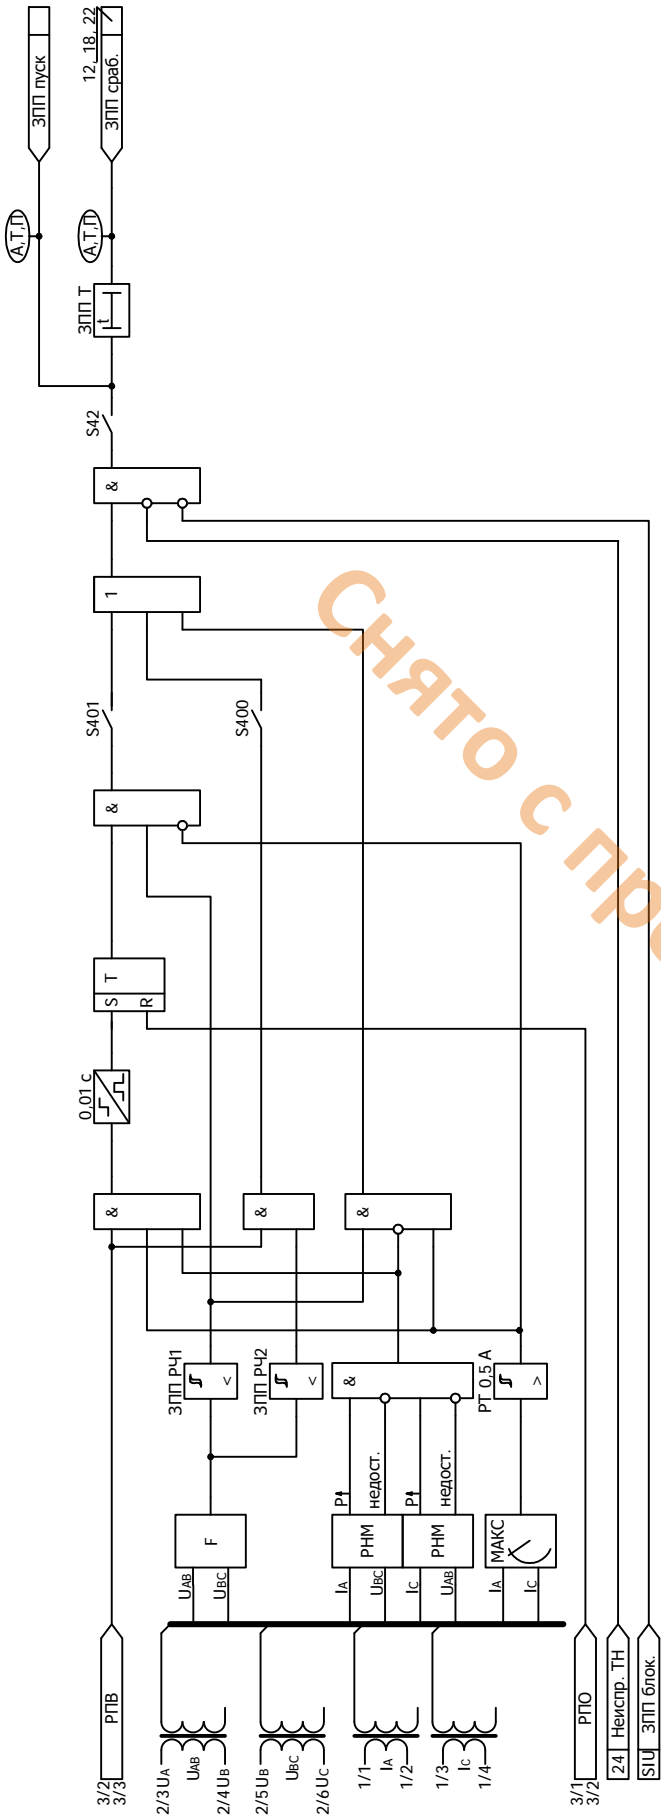 ЗПП пуск
12, 18, 22
ЗПП сраб.
А,Т,П
А,Т,П
ЗПП Т
t
S42
&
1
S401
S400
&
S T
R
0,01 с
&
&
&
ЗПП РЧ1
<
ЗПП РЧ2
<
&
РТ 0,5 А
>
P
недост.
P
недост.
F
РНМ
РНМ
МАКС
UAB
UBC
IA
UBC
IC
UAB
IA
IC
РПВ
3/2
3/3
2/3 UA
UAB
2/4 UB
2/5 UB
UBC
2/6 UC
1/1
IA
1/2
1/3
IC
1/4
РПО
3/1
3/2
24 Неиспр. ТН
SIU ЗПП блок.
Снято с пр